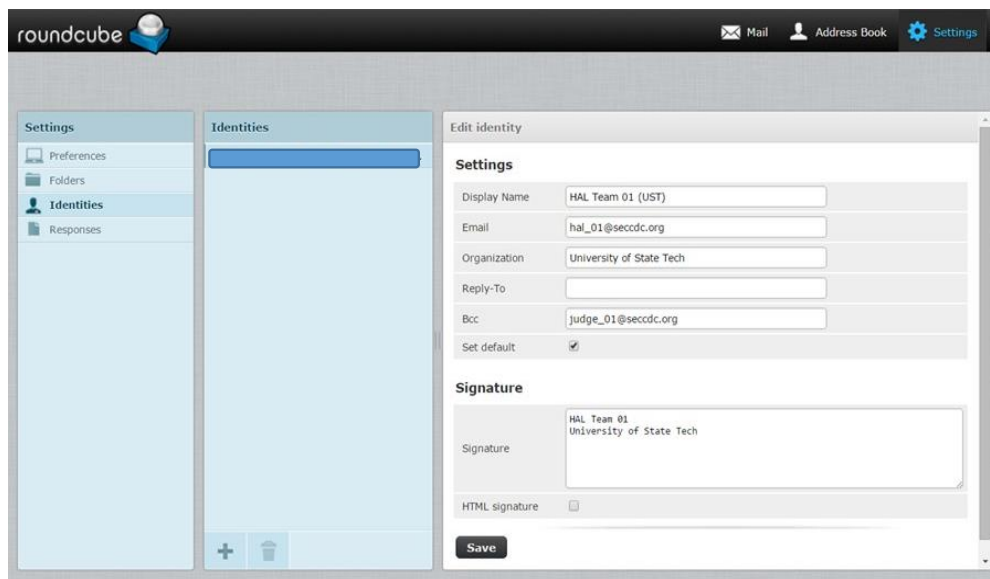 roundcube
Mail
Address Book
Settings
Settings
Preferences
Folders
Identities
Responses
Identities
Edit identity
Settings
Display Name HAL Team 01 (UST)
Email hal_01@seccdc.org
Organization University of State Tech
Reply-To
Bcc judge_01@seccdc.org
Set default
Signature
Signature HAL Team 01
University of State Tech
HTML signature
Save